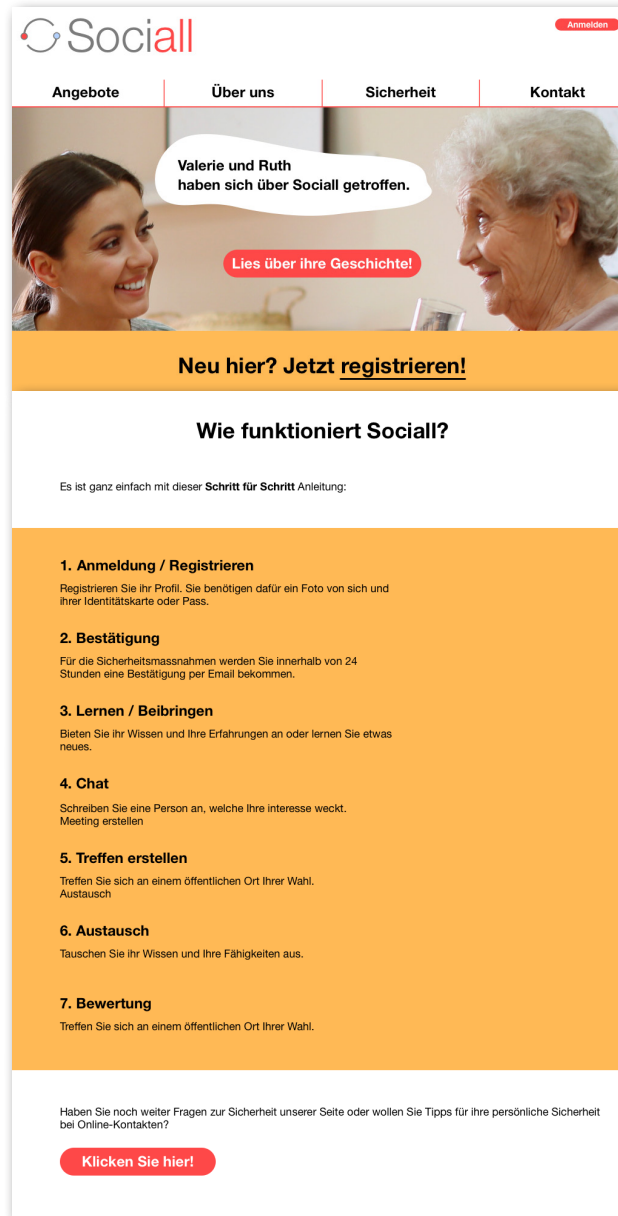 Sociall
Anmelden
Angebote
Über uns
Sicherheit
Kontakt
Valerie und Ruth
haben sich über Sociall getroffen.
Lies über ihre Geschichte!
Neu hier? Jetzt registrieren!
Wie funktioniert Sociall?
Es ist ganz einfach mit dieser Schritt für Schritt Anleitung:
1. Anmeldung / Registrieren
Registrieren Sie ihr Profil. Sie benötigen dafür ein Foto von sich und
ihrer Identitätskarte oder Pass.
2. Bestätigung
Für die Sicherheitsmassnahmen werden Sie innerhalb von 24
Stunden eine Bestätigung per Email bekommen.
3. Lernen / Beibringen
Bieten Sie ihr Wissen und Ihre Erfahrungen an oder lernen Sie etwas
neues.
4. Chat
Schreiben Sie eine Person an, welche Ihre interesse weckt.
Meeting erstellen
5. Treffen erstellen
Treffen Sie sich an einem öffentlichen Ort Ihrer Wahl.
Austausch
6. Austausch
Tauschen Sie ihr Wissen und Ihre Fähigkeiten aus.
7. Bewertung
Treffen Sie sich an einem öffentlichen Ort Ihrer Wahl.
Haben Sie noch weiter Fragen zur Sicherheit unserer Seite oder wollen Sie Tipps für ihre persönliche Sicherheit
bei Online-Kontakten?
Klicken Sie hier!